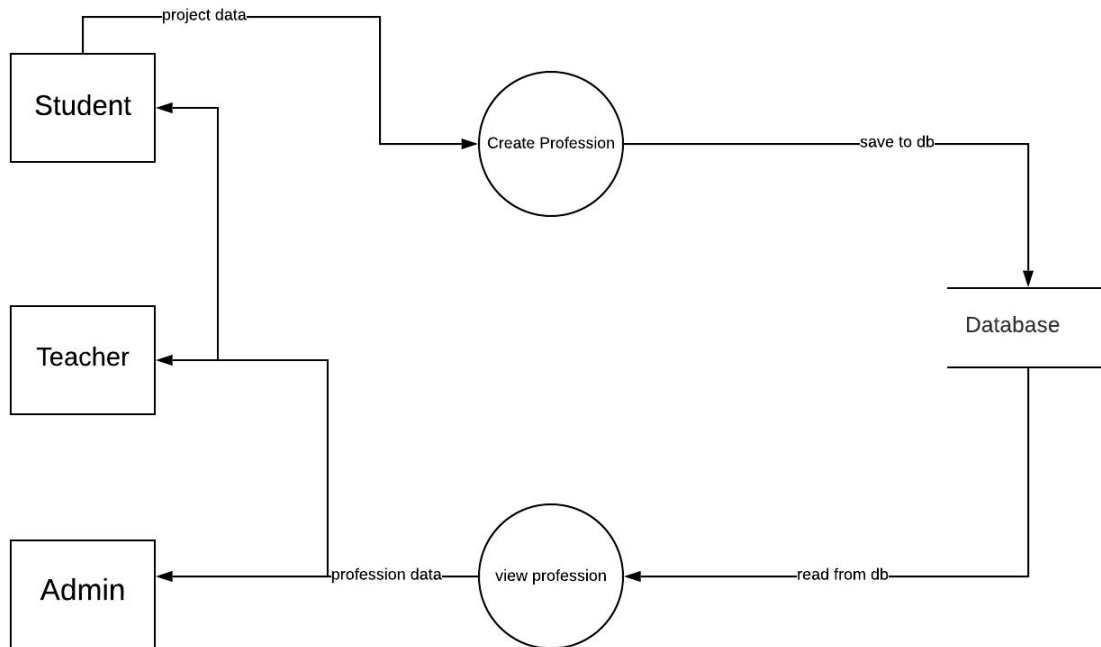 project data
Student
Create Profession
save to db
Database
Teacher
Admin
profession data
view profession
read from db